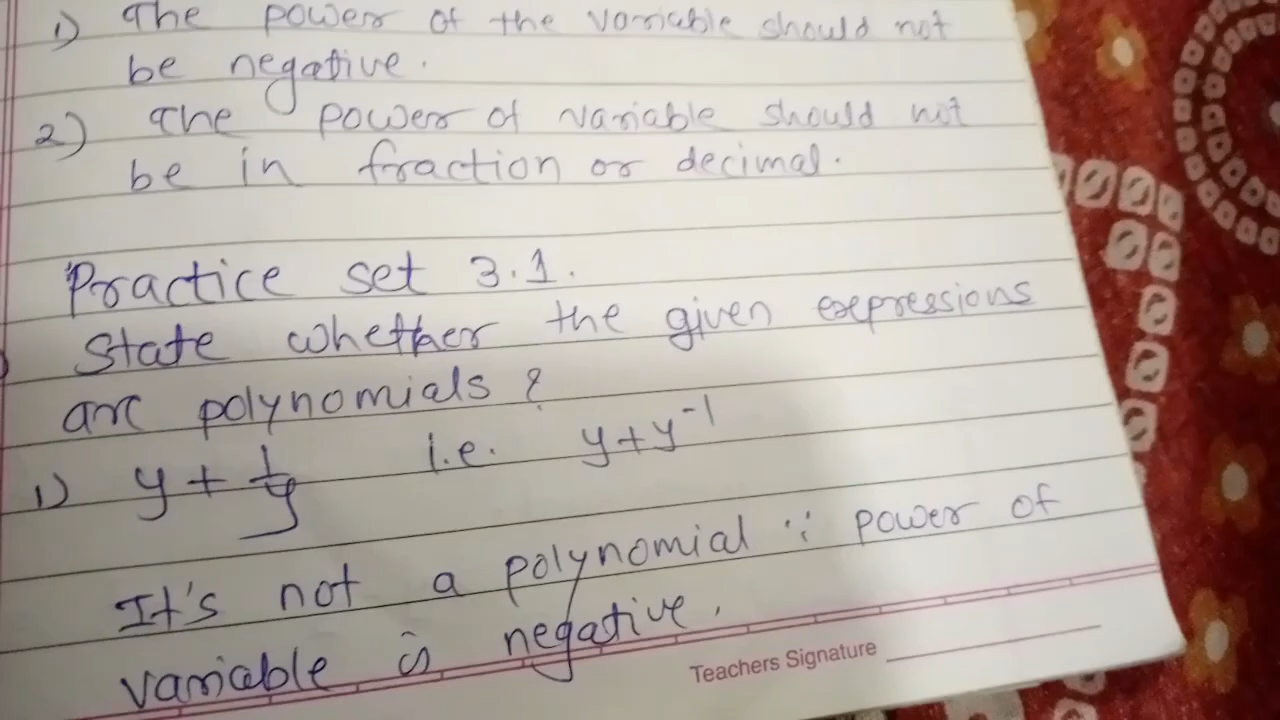 1) The power of the variable should not
be negative.
2) The power of variable should not
be in fraction or decimal.
Practice set 3.1.
State whether the given expressions
are polynomials ?
1) y + 1/y i.e. y + y⁻¹
It's not a polynomial ∵ power of
variable is negative.
Teachers Signature